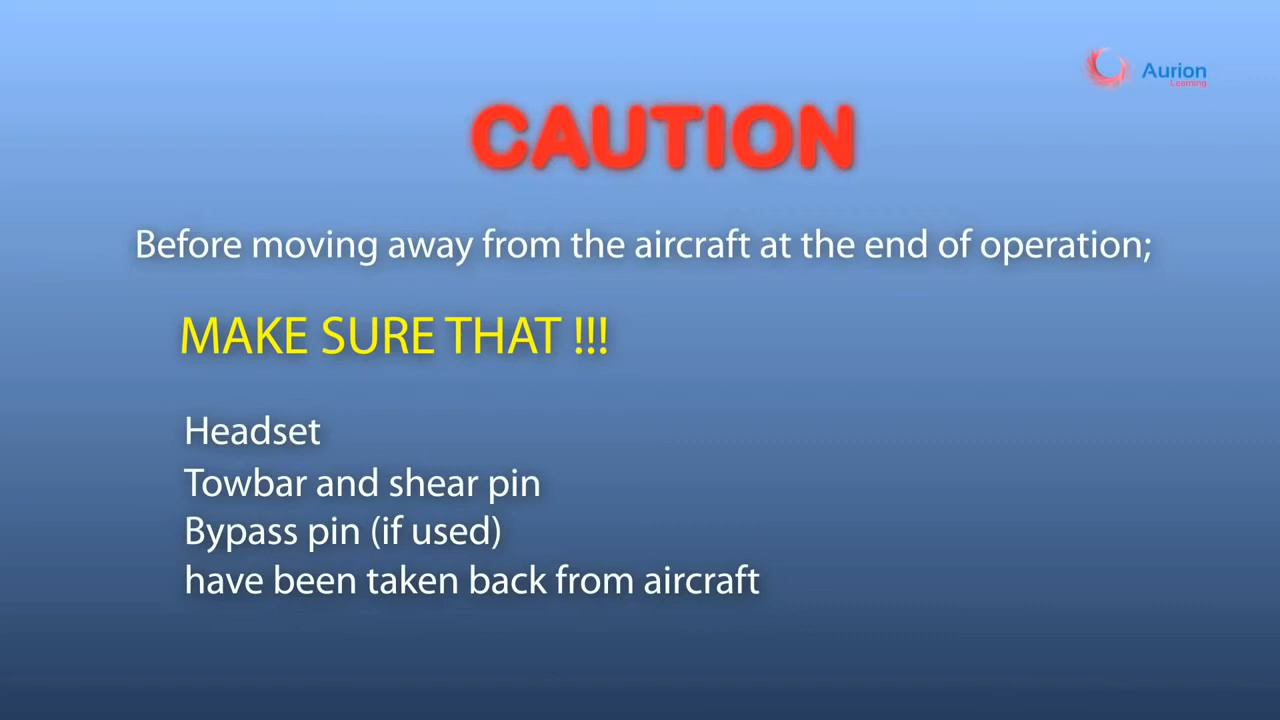 Aurion
Learning
CAUTION
Before moving away from the aircraft at the end of operation;
MAKE SURE THAT !!!
Headset
Towbar and shear pin
Bypass pin (if used)
have been taken back from aircraft